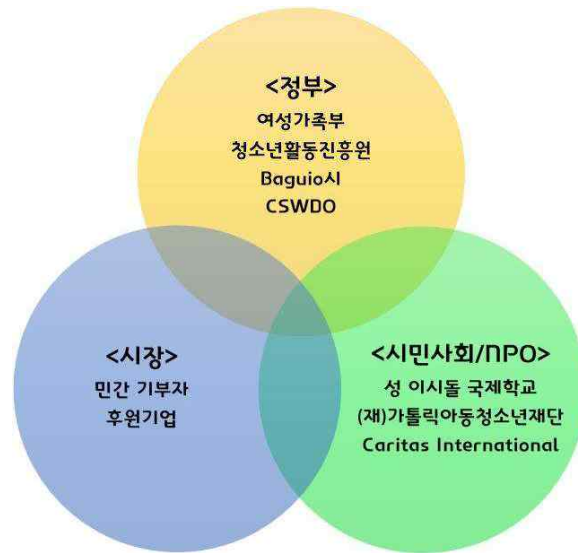 <정부>
여성가족부
청소년활동진흥원
Baguio시
CSWDO
<시장>
민간 기부자
후원기업
<시민사회/NPO>
성 이시돌 국제학교
(재)가톨릭아동청소년재단
Caritas International